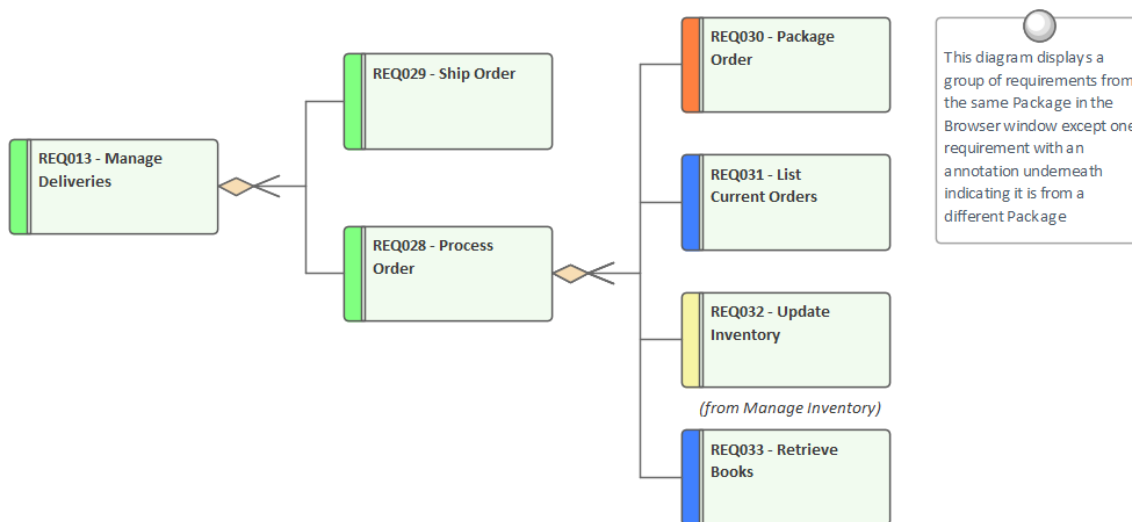 REQ013 - Manage
Deliveries
REQ029 - Ship Order
REQ028 - Process
Order
REQ030 - Package
Order
REQ031 - List
Current Orders
REQ032 - Update
Inventory
(from Manage Inventory)
REQ033 - Retrieve
Books
This diagram displays a
group of requirements from
the same Package in the
Browser window except one
requirement with an
annotation underneath
indicating it is from a
different Package